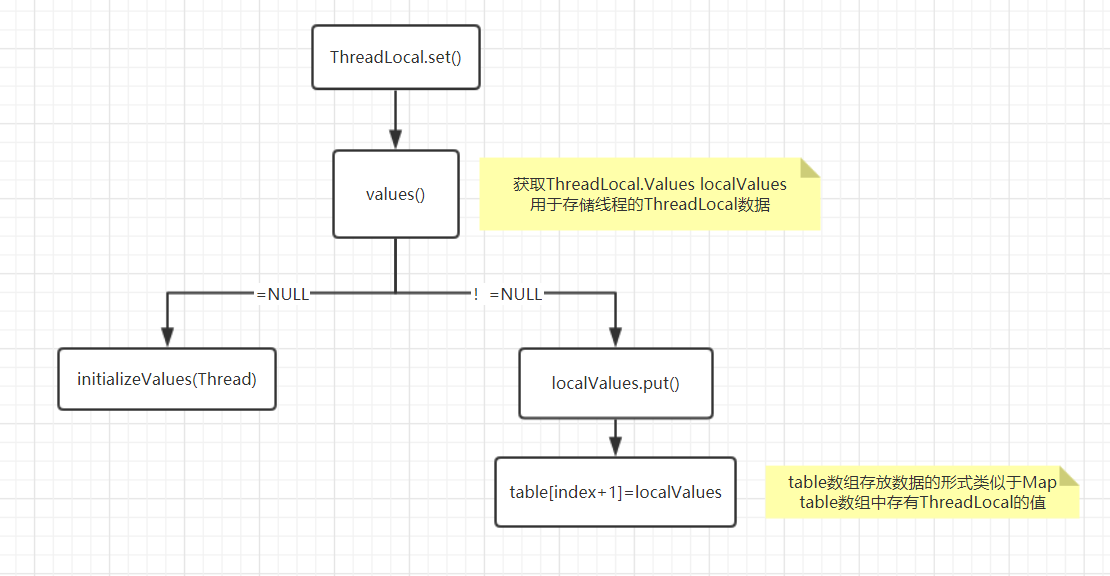 ThreadLocal.set()
values()
获取ThreadLocal.Values localValues
用于存储线程的ThreadLocal数据
=NULL
！=NULL
initializeValues(Thread)
localValues.put()
table[index+1]=localValues
table数组存放数据的形式类似于Map
table数组中存有ThreadLocal的值